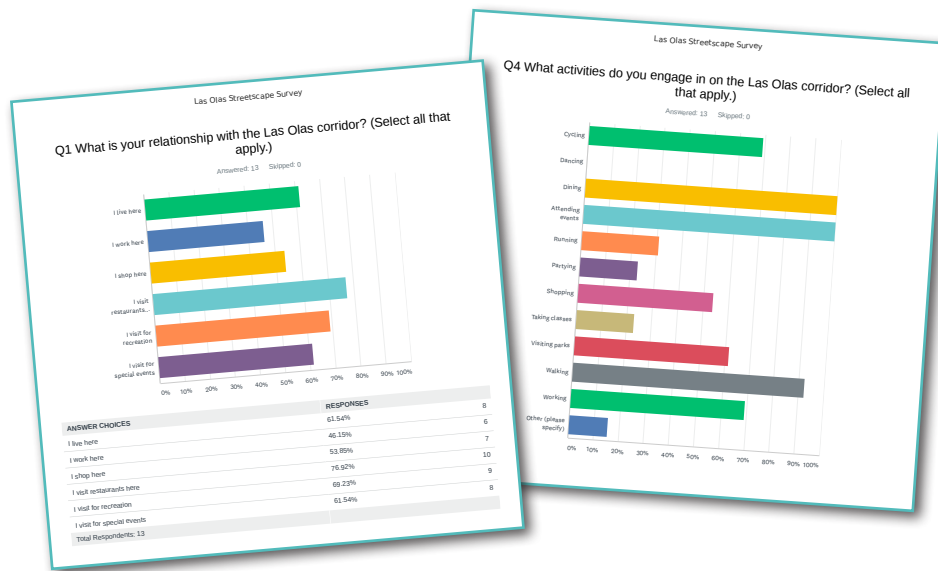 Las Olas Streetscape Survey
Q1 What is your relationship with the Las Olas corridor? (Select all that
apply.)
Answered: 13 Skipped: 0
I live here
I work here
I shop here
I visit
restaurants...
I visit for
recreation
I visit for
special events
0% 10% 20% 30% 40% 50% 60% 70% 80% 90% 100%
ANSWER CHOICES RESPONSES
I live here 61.54% 8
I work here 46.15% 6
I shop here 53.85% 7
I visit restaurants here 76.92% 10
I visit for recreation 69.23% 9
I visit for special events 61.54% 8
Total Respondents: 13
Las Olas Streetscape Survey
Q4 What activities do you engage in on the Las Olas corridor? (Select all
that apply.)
Answered: 13 Skipped: 0
Cycling
Dancing
Dining
Attending
events
Running
Partying
Shopping
Taking classes
Visiting parks
Walking
Working
Other (please
specify)
0% 10% 20% 30% 40% 50% 60% 70% 80% 90% 100%